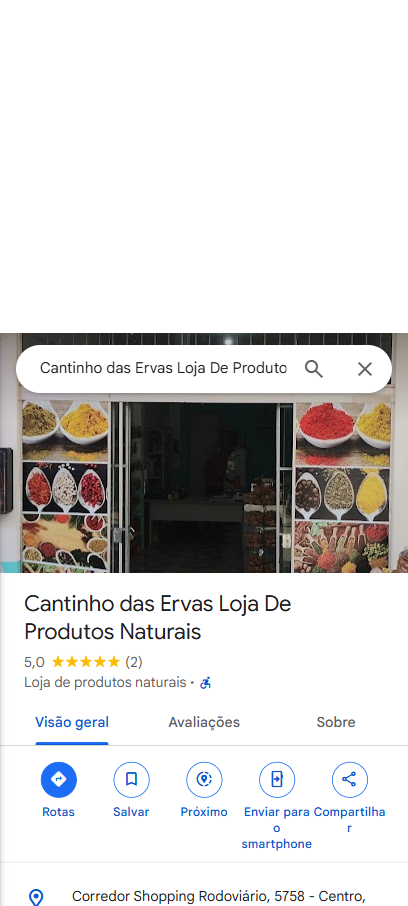 Cantinho das Ervas Loja De Produto
Cantinho das Ervas Loja De
Produtos Naturais
5,0 ★★★★★ (2)
Loja de produtos naturais ·
Visão geral Avaliações Sobre
Rotas Salvar Próximo Enviar para Compartilha
o r
smartphone
Corredor Shopping Rodoviário, 5758 - Centro,